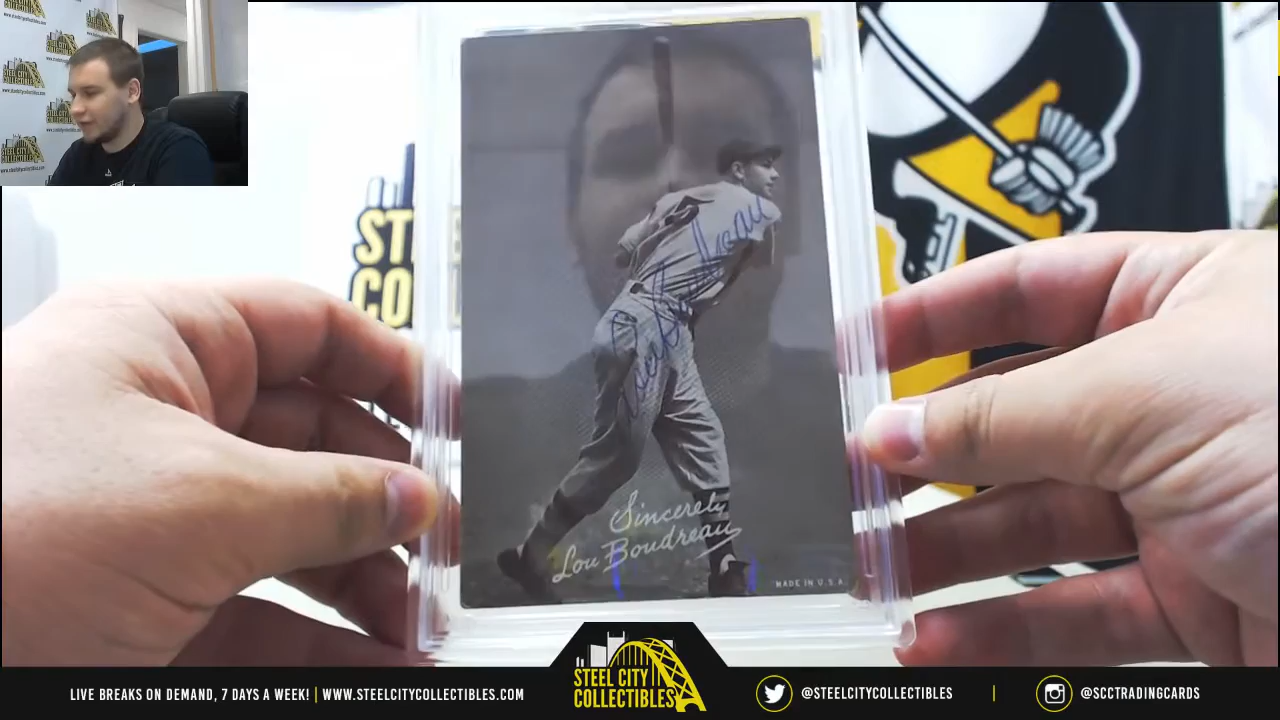 Sincerely
Lou Boudreau
MADE IN U.S.A.
STEEL CITY
COLLECTIBLES
LIVE BREAKS ON DEMAND, 7 DAYS A WEEK! | WWW.STEELCITYCOLLECTIBLES.COM
@STEELCITYCOLLECTIBLES | @SCCTRADINGCARDS